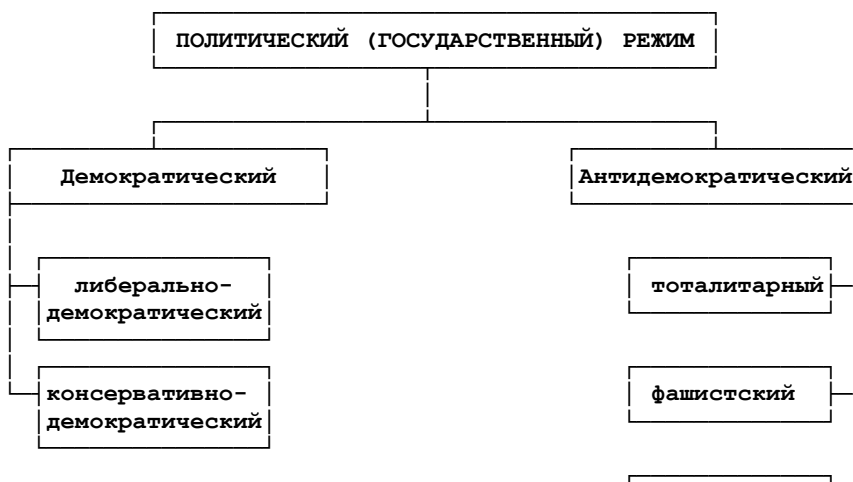 ПОЛИТИЧЕСКИЙ (ГОСУДАРСТВЕННЫЙ) РЕЖИМ
Демократический
Антидемократический
либерально-
демократический
тоталитарный
консервативно-
демократический
фашистский